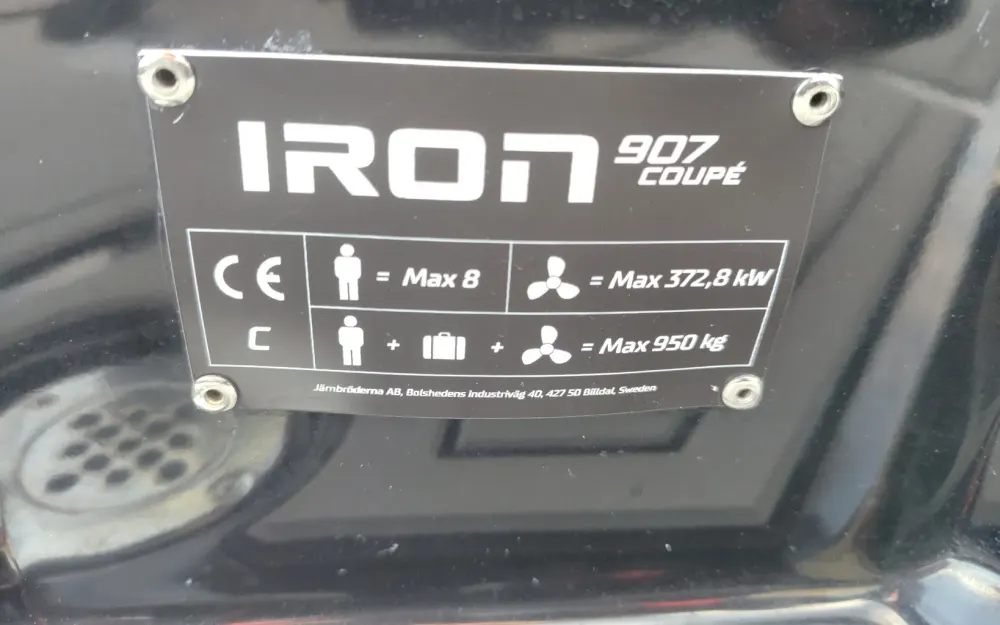 IRON 907
COUPÉ
CE = Max 8 = Max 372,8 kW
C + + = Max 950 kg
Järnbröderna AB, Bolshedens Industriväg 40, 427 50 Billdal, Sweden